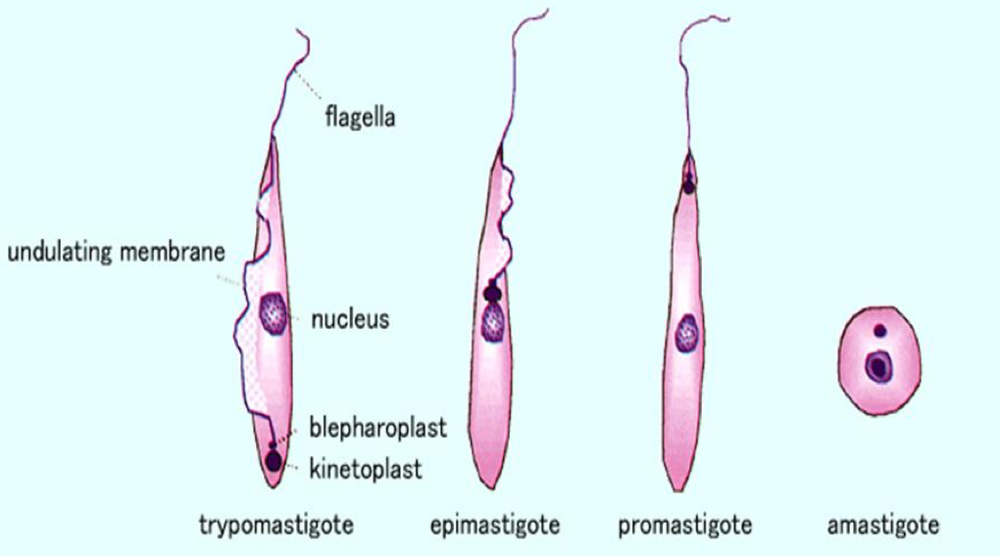 flagella
undulating membrane
nucleus
blepharoplast
kinetoplast
trypomastigote
epimastigote
promastigote
amastigote